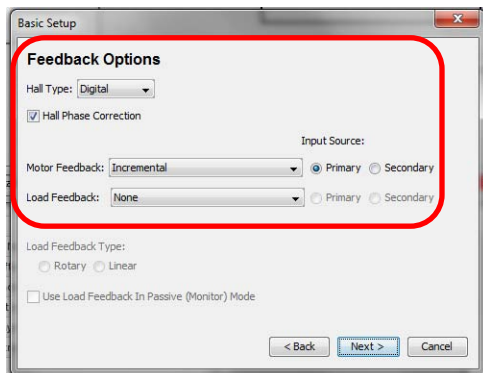 Basic Setup
Feedback Options
Hall Type: Digital
Hall Phase Correction
Input Source:
Motor Feedback: Incremental Primary Secondary
Load Feedback: None Primary Secondary
Load Feedback Type:
Rotary Linear
Use Load Feedback In Passive (Monitor) Mode
< Back Next > Cancel